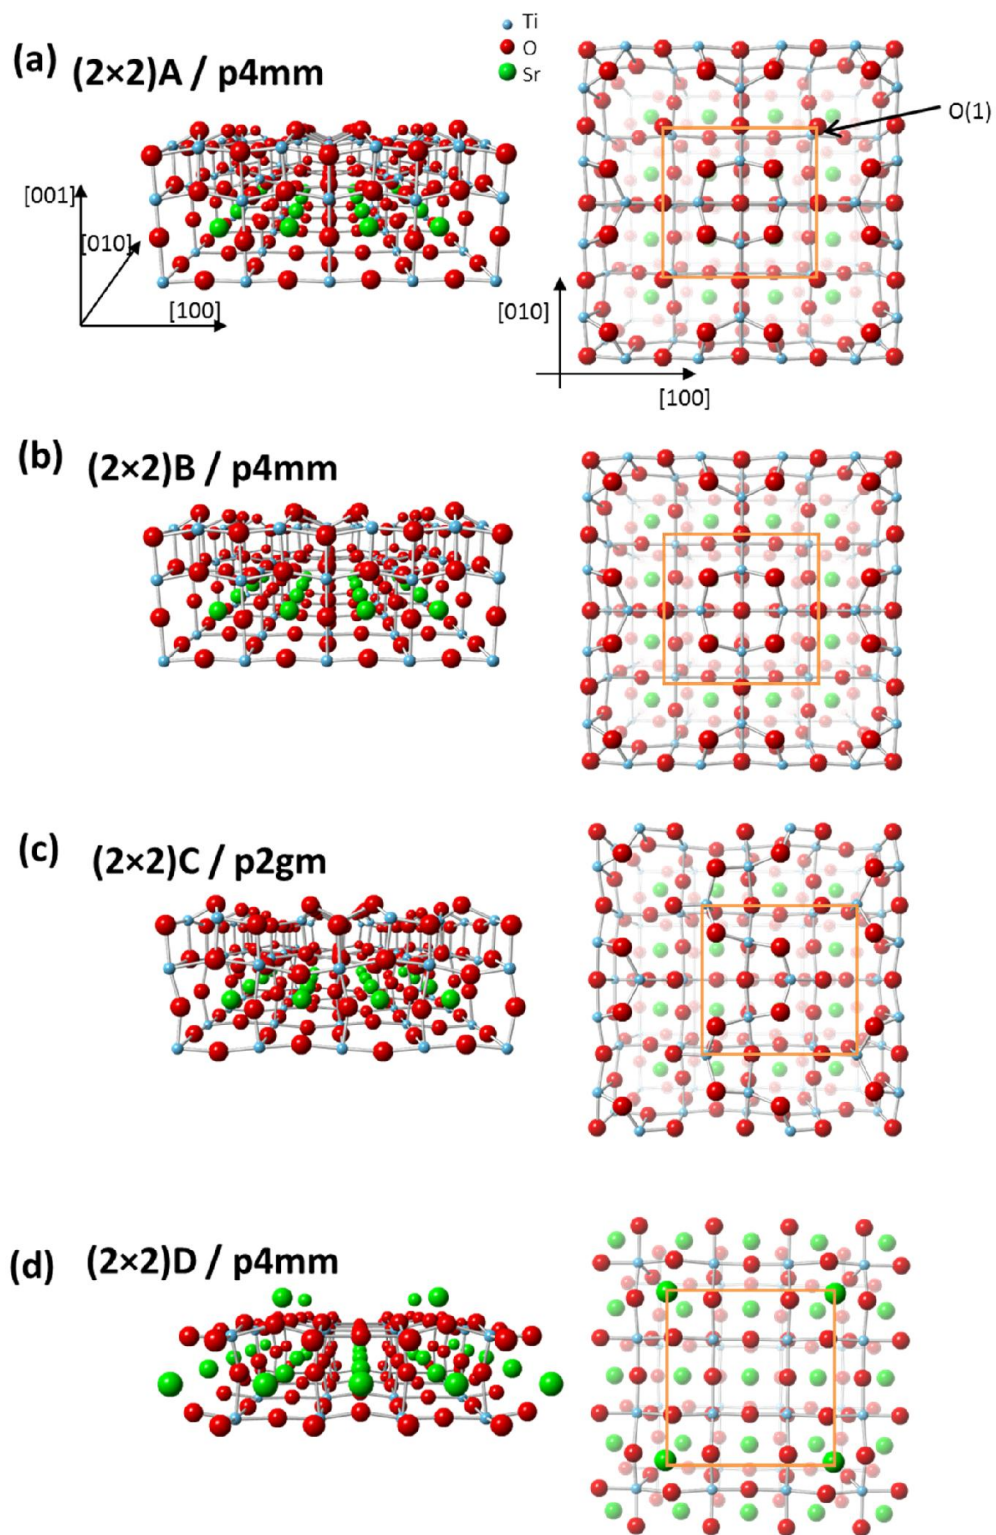 Ti
O
Sr
(a) (2×2)A / p4mm
O(1)
[001]
[010]
[100]
[010]
[100]
(b) (2×2)B / p4mm
(c) (2×2)C / p2gm
(d) (2×2)D / p4mm